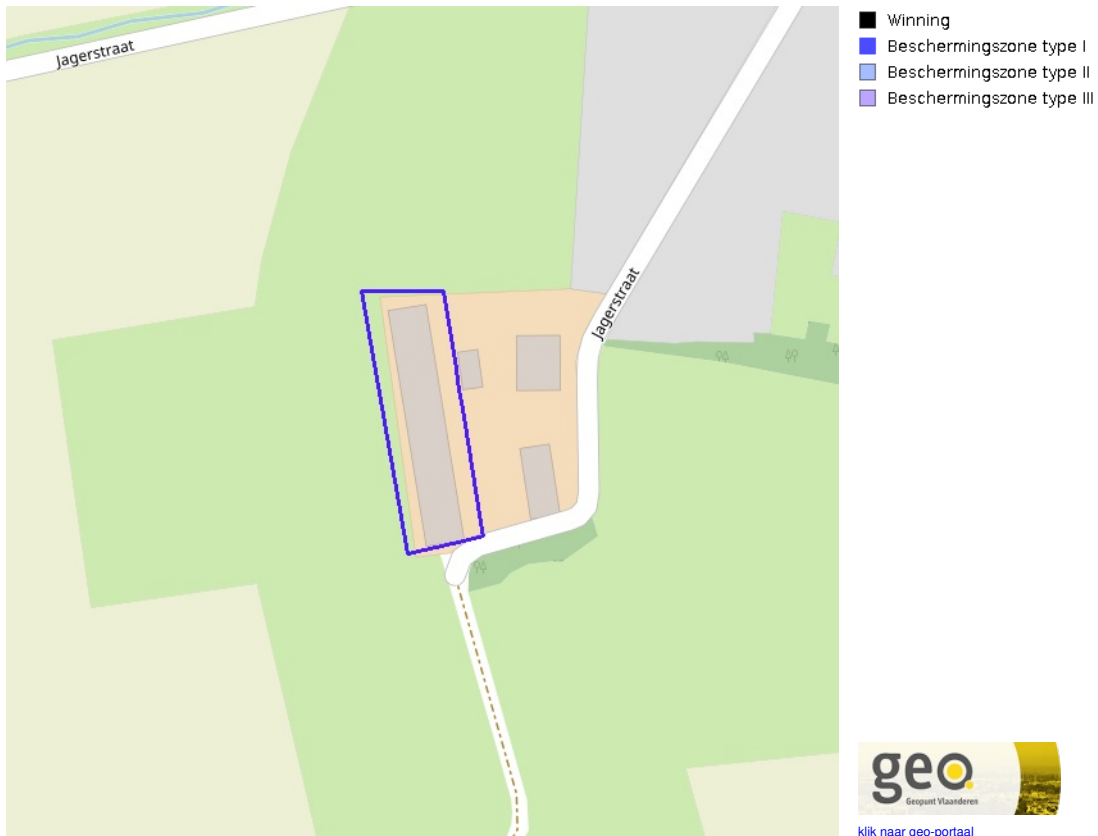 Jagerstraat
Jagerstraat
Winning
Beschermingszone type I
Beschermingszone type II
Beschermingszone type III
geo.
Geopunt Vlaanderen
klik naar geo-portaal